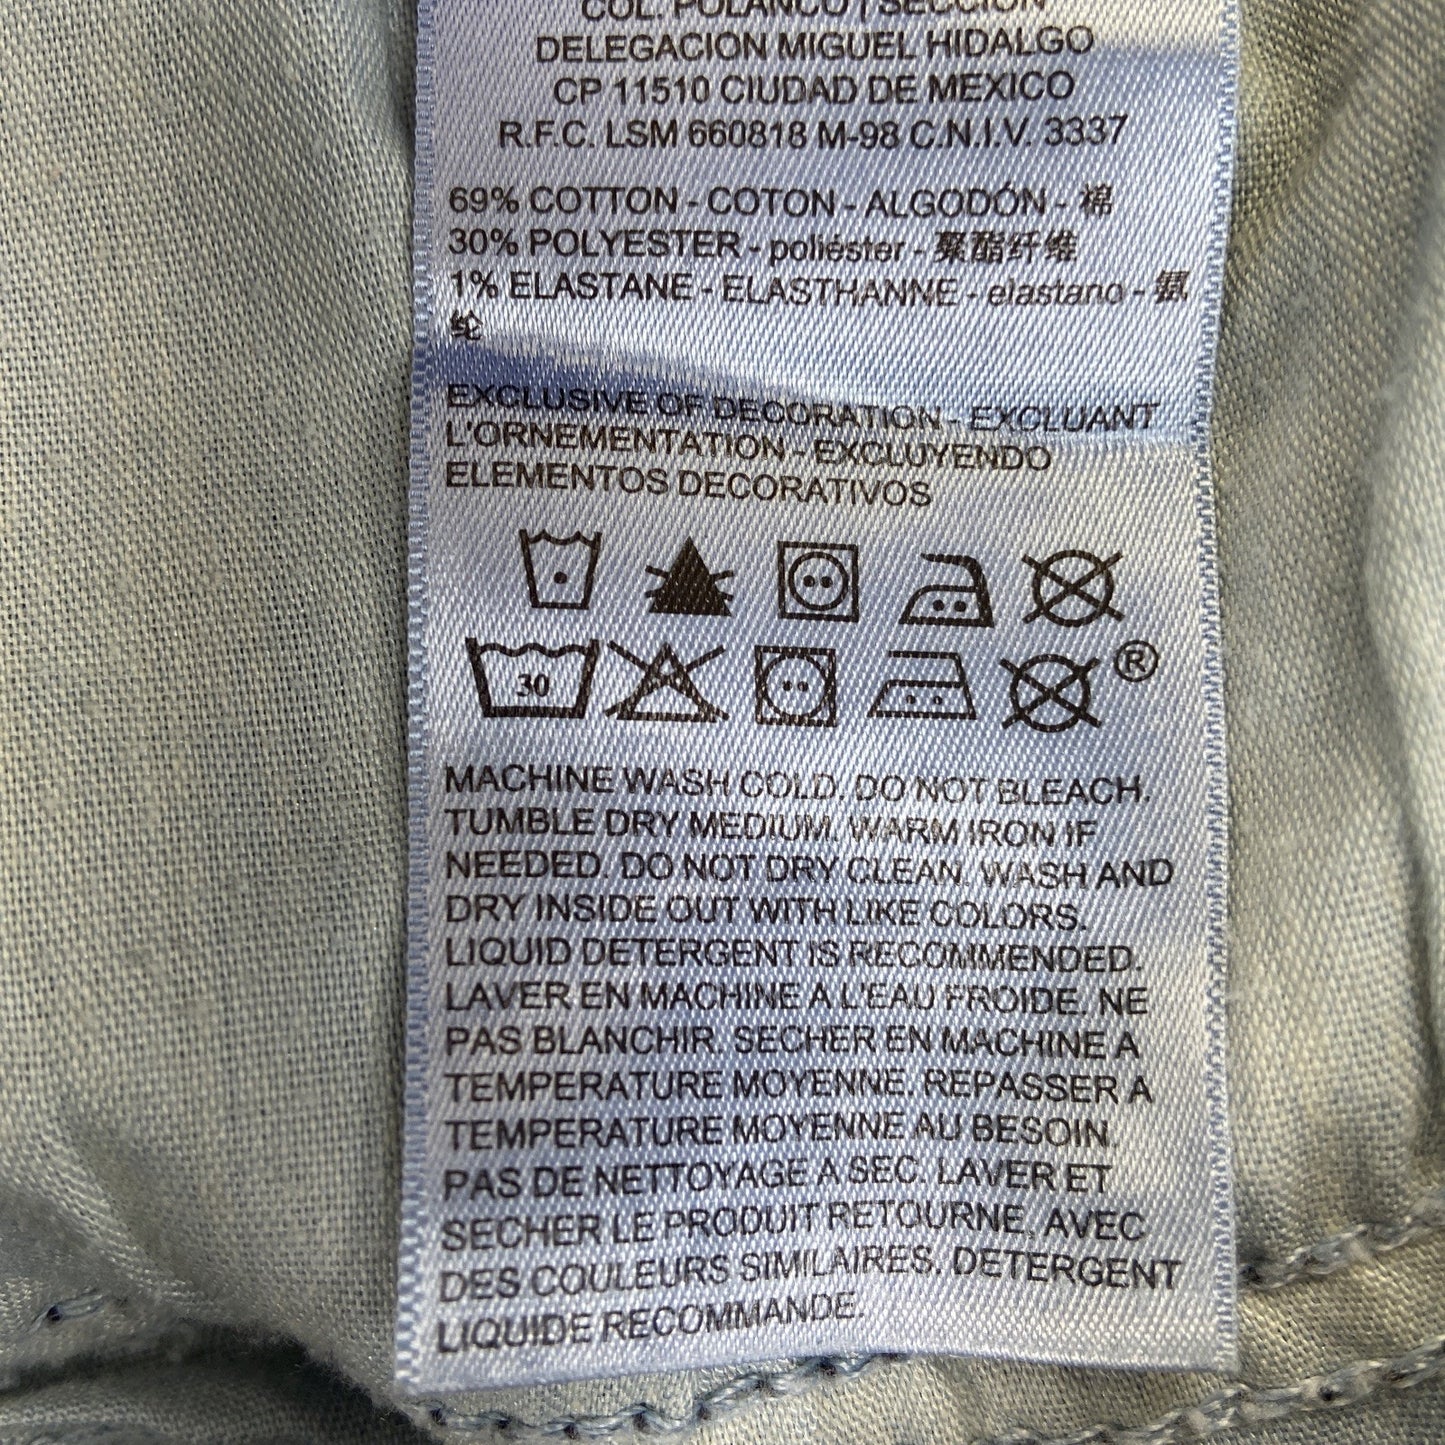 COL. POLANCO I SECCION
DELEGACION MIGUEL HIDALGO
CP 11510 CIUDAD DE MEXICO
R.F.C. LSM 660818 M-98 C.N.I.V. 3337
69% COTTON - COTON - ALGODÓN - 棉
30% POLYESTER - poliéster - 聚酯纤维
1% ELASTANE - ELASTHANNE - elastano - 氨
纶
EXCLUSIVE OF DECORATION - EXCLUANT
L'ORNEMENTATION - EXCLUYENDO
ELEMENTOS DECORATIVOS
30
®
MACHINE WASH COLD. DO NOT BLEACH.
TUMBLE DRY MEDIUM. WARM IRON IF
NEEDED. DO NOT DRY CLEAN. WASH AND
DRY INSIDE OUT WITH LIKE COLORS.
LIQUID DETERGENT IS RECOMMENDED.
LAVER EN MACHINE A L'EAU FROIDE. NE
PAS BLANCHIR. SECHER EN MACHINE A
TEMPERATURE MOYENNE. REPASSER A
TEMPERATURE MOYENNE AU BESOIN.
PAS DE NETTOYAGE A SEC. LAVER ET
SECHER LE PRODUIT RETOURNE, AVEC
DES COULEURS SIMILAIRES. DETERGENT
LIQUIDE RECOMMANDE.